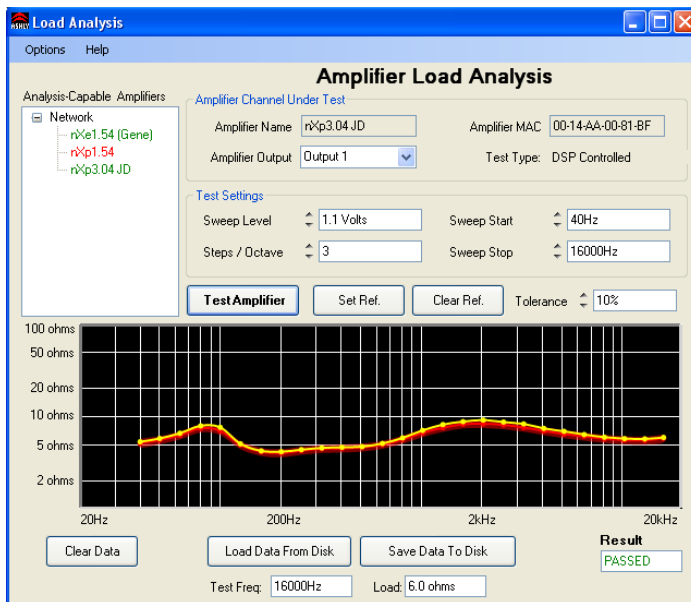 ASHLY Load Analysis
Options Help
Amplifier Load Analysis
Analysis-Capable Amplifiers
Network
nXe1.54 (Gene)
nXp1.54
nXp3.04 JD
Amplifier Channel Under Test
Amplifier Name nXp3.04 JD Amplifier MAC 00-14-AA-00-81-BF
Amplifier Output Output 1 Test Type: DSP Controlled
Test Settings
Sweep Level 1.1 Volts Sweep Start 40Hz
Steps / Octave 3 Sweep Stop 16000Hz
Test Amplifier Set Ref. Clear Ref. Tolerance 10%
100 ohms
50 ohms
20 ohms
10 ohms
5 ohms
2 ohms
20Hz 200Hz 2kHz 20kHz
Clear Data Load Data From Disk Save Data To Disk Result
PASSED
Test Freq: 16000Hz Load: 6.0 ohms